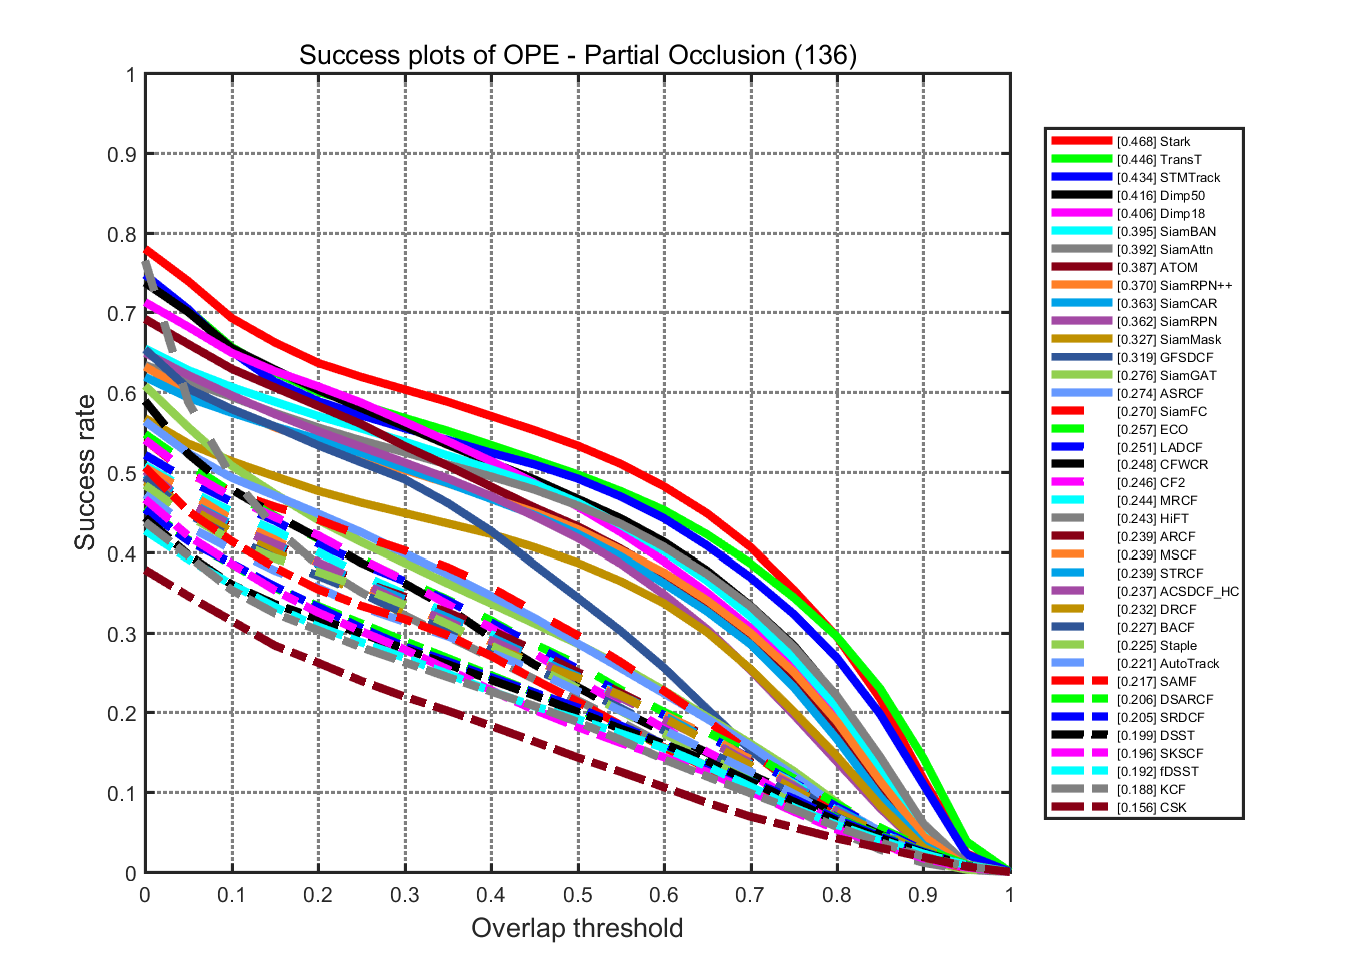 Success plots of OPE - Partial Occlusion (136)
1
0.9
0.8
0.7
0.6
0.5
0.4
0.3
0.2
0.1
0
Success rate
0 0.1 0.2 0.3 0.4 0.5 0.6 0.7 0.8 0.9 1
Overlap threshold
[0.468] Stark
[0.446] TransT
[0.434] STMTrack
[0.416] Dimp50
[0.406] Dimp18
[0.395] SiamBAN
[0.392] SiamAttn
[0.387] ATOM
[0.370] SiamRPN++
[0.363] SiamCAR
[0.362] SiamRPN
[0.327] SiamMask
[0.319] GFSDCF
[0.276] SiamGAT
[0.274] ASRCF
[0.270] SiamFC
[0.257] ECO
[0.251] LADCF
[0.248] CFWCR
[0.246] CF2
[0.244] MRCF
[0.243] HiFT
[0.239] ARCF
[0.239] MSCF
[0.239] STRCF
[0.237] ACSDCF_HC
[0.232] DRCF
[0.227] BACF
[0.225] Staple
[0.221] AutoTrack
[0.217] SAMF
[0.206] DSARCF
[0.205] SRDCF
[0.199] DSST
[0.196] SKSCF
[0.192] fDSST
[0.188] KCF
[0.156] CSK